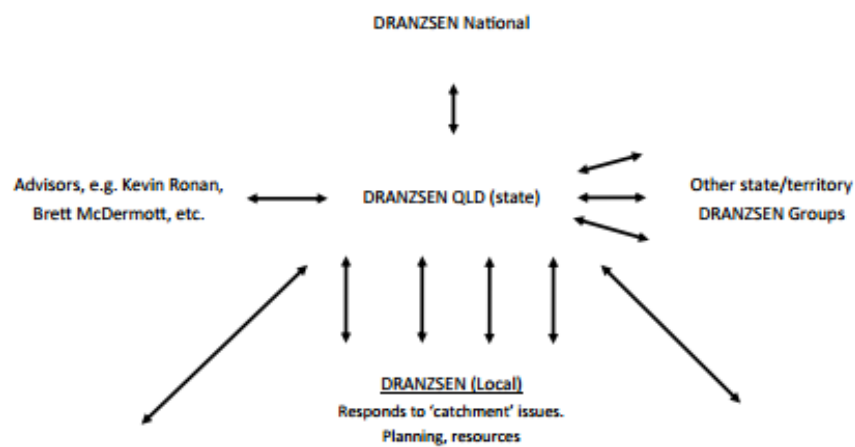 DRANZSEN National
Advisors, e.g. Kevin Ronan,
Brett McDermott, etc.
DRANZSEN QLD (state)
Other state/territory
DRANZSEN Groups
DRANZSEN (Local)
Responds to ‘catchment’ issues.
Planning, resources